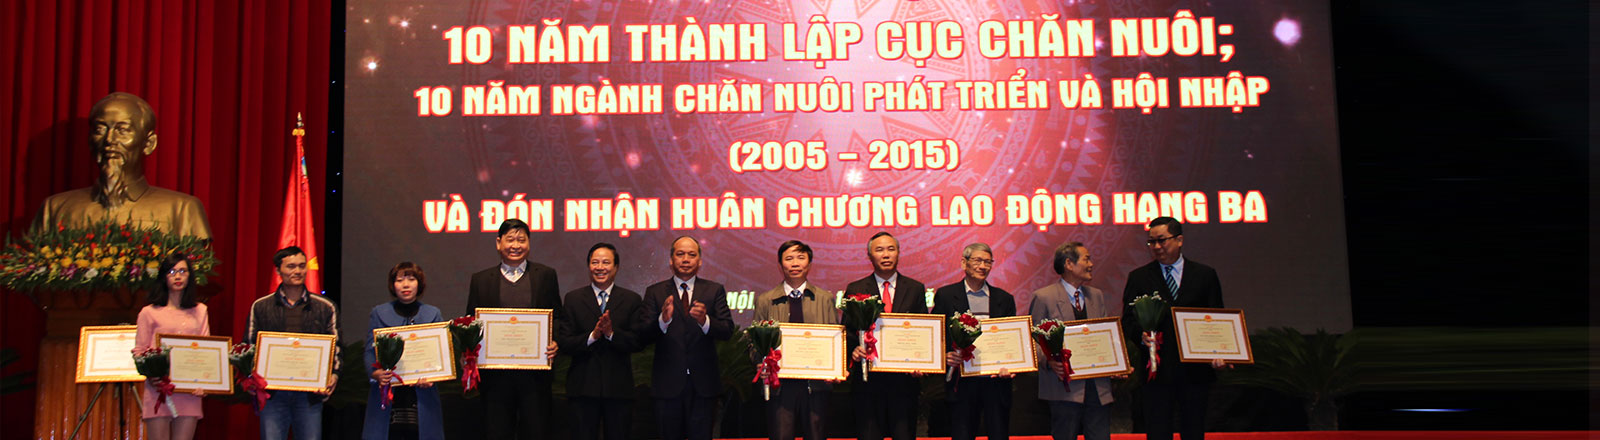 10 NĂM THÀNH LẬP CỤC CHĂN NUÔI;
10 NĂM NGÀNH CHĂN NUÔI PHÁT TRIỂN VÀ HỘI NHẬP
(2005 – 2015)
VÀ ĐÓN NHẬN HUÂN CHƯƠNG LAO ĐỘNG HẠNG BA
Nội,